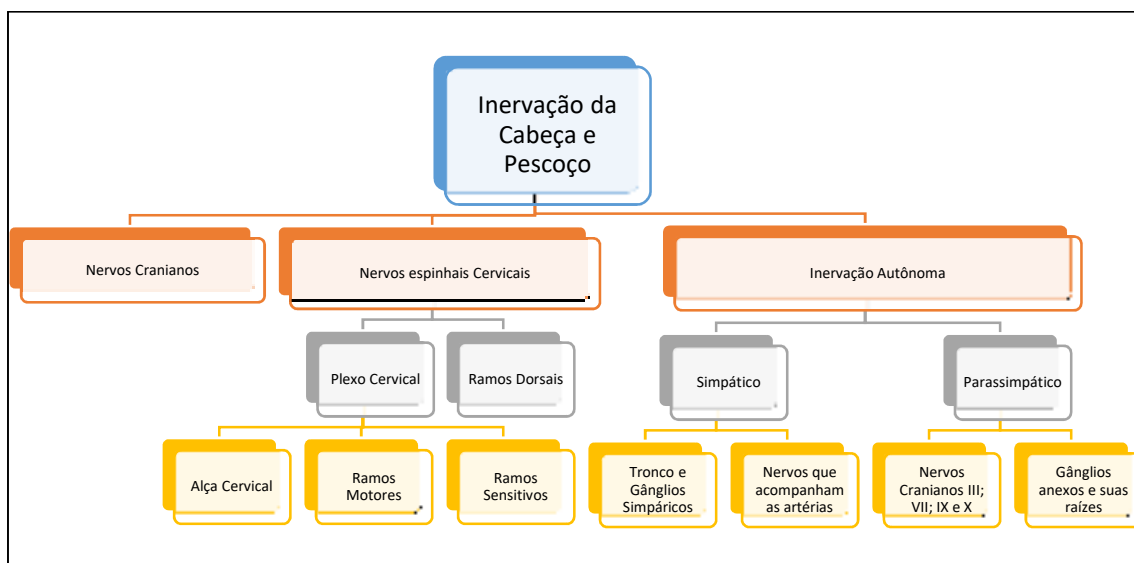 Inervação da
Cabeça e
Pescoço
Nervos Cranianos
Nervos espinhais Cervicais
Inervação Autônoma
Plexo Cervical
Ramos Dorsais
Simpático
Parassimpático
Alça Cervical
Ramos
Motores
Ramos
Sensitivos
Tronco e
Gânglios
Simpáricos
Nervos que
acompanham
as artérias
Nervos
Cranianos III;
VII; IX e X
Gânglios
anexos e suas
raízes